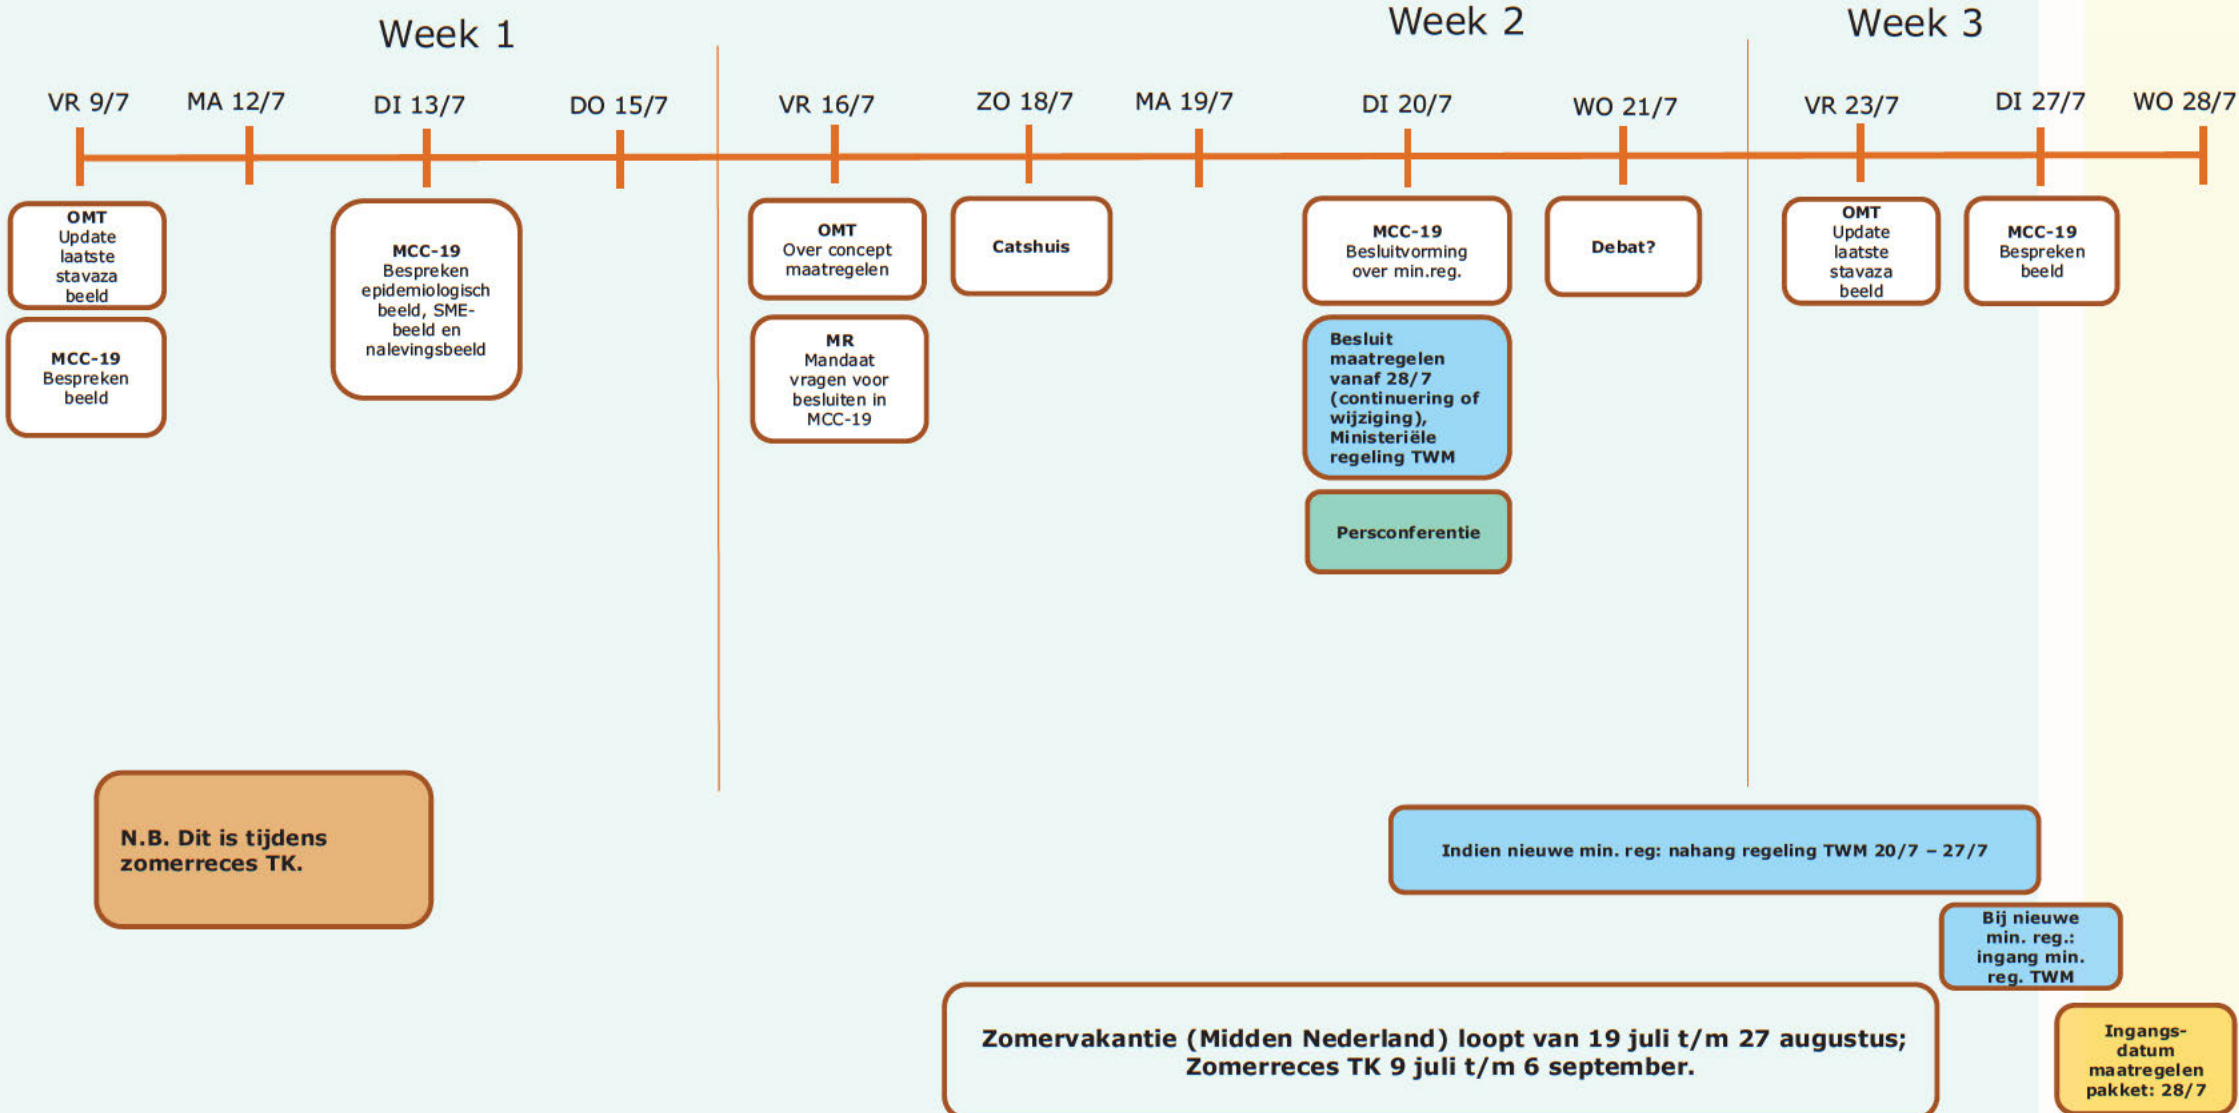 Week 1
Week 2
Week 3
VR 9/7
MA 12/7
DI 13/7
DO 15/7
VR 16/7
ZO 18/7
MA 19/7
DI 20/7
WO 21/7
VR 23/7
DI 27/7
WO 28/7
OMT
Update
laatste
stavaza
beeld
MCC-19
Bespreken
beeld
MCC-19
Bespreken
epidemiologisch
beeld, SME-
beeld en
nalevingsbeeld
OMT
Over concept
maatregelen
MR
Mandaat
vragen voor
besluiten in
MCC-19
Catshuis
MCC-19
Besluitvorming
over min.reg.
Besluit
maatregelen
vanaf 28/7
(continuering of
wijziging),
Ministeriële
regeling TWM
Persconferentie
Debat?
OMT
Update
laatste
stavaza
beeld
MCC-19
Bespreken
beeld
N.B. Dit is tijdens
zomerreces TK.
Indien nieuwe min. reg: nahang regeling TWM 20/7 – 27/7
Bij nieuwe
min. reg.:
ingang min.
reg. TWM
Zomervakantie (Midden Nederland) loopt van 19 juli t/m 27 augustus;
Zomerreces TK 9 juli t/m 6 september.
Ingangs-
datum
maatregelen
pakket: 28/7